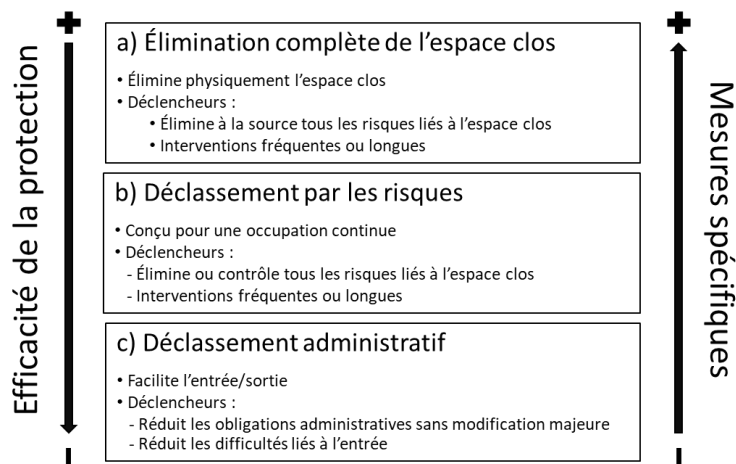 Efficacité de la protection
a) Élimination complète de l'espace clos
• Élimine physiquement l'espace clos
• Déclencheurs :
• Élimine à la source tous les risques liés à l'espace clos
• Interventions fréquentes ou longues
b) Déclassement par les risques
• Conçu pour une occupation continue
• Déclencheurs :
- Élimine ou contrôle tous les risques liés à l'espace clos
- Interventions fréquentes ou longues
c) Déclassement administratif
• Facilite l'entrée/sortie
• Déclencheurs :
- Réduit les obligations administratives sans modification majeure
- Réduit les difficultés liés à l'entrée
Mesures spécifiques